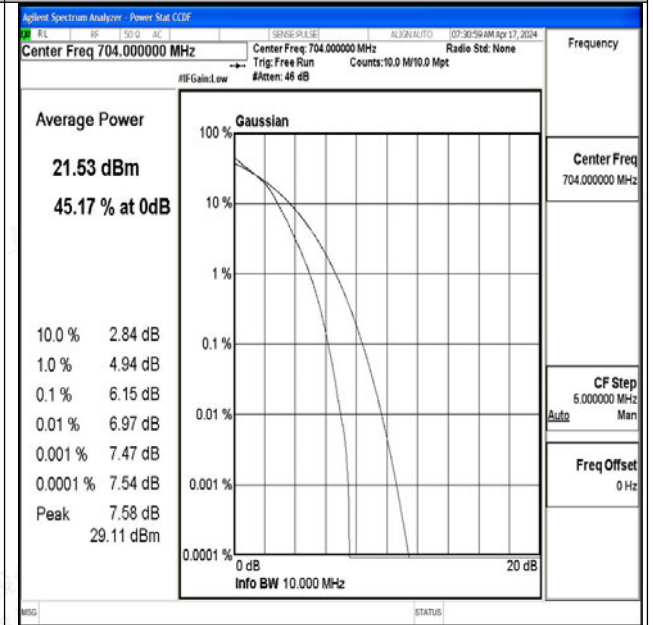 Agilent Spectrum Analyzer - Power Stat CCDF
RL RF 50 Ω AC SENSE:PULSE ALIGN AUTO 07:30:59 AM Apr 17, 2024
Center Freq 704.000000 MHz
Center Freq: 704.000000 MHz Radio Std: None
Trig: Free Run Counts:10.0 M/10.0 Mpt
#IFGain:Low #Atten: 46 dB
Frequency
Average Power
21.53 dBm
45.17 % at 0dB
10.0 % 2.84 dB
1.0 % 4.94 dB
0.1 % 6.15 dB
0.01 % 6.97 dB
0.001 % 7.47 dB
0.0001 % 7.54 dB
Peak 7.58 dB
29.11 dBm
Gaussian
100 %
10 %
1 %
0.1 %
0.01 %
0.001 %
0.0001 %
0 dB 20 dB
Info BW 10.000 MHz
Center Freq
704.000000 MHz
CF Step
5.000000 MHz
Auto Man
Freq Offset
0 Hz
MSG STATUS